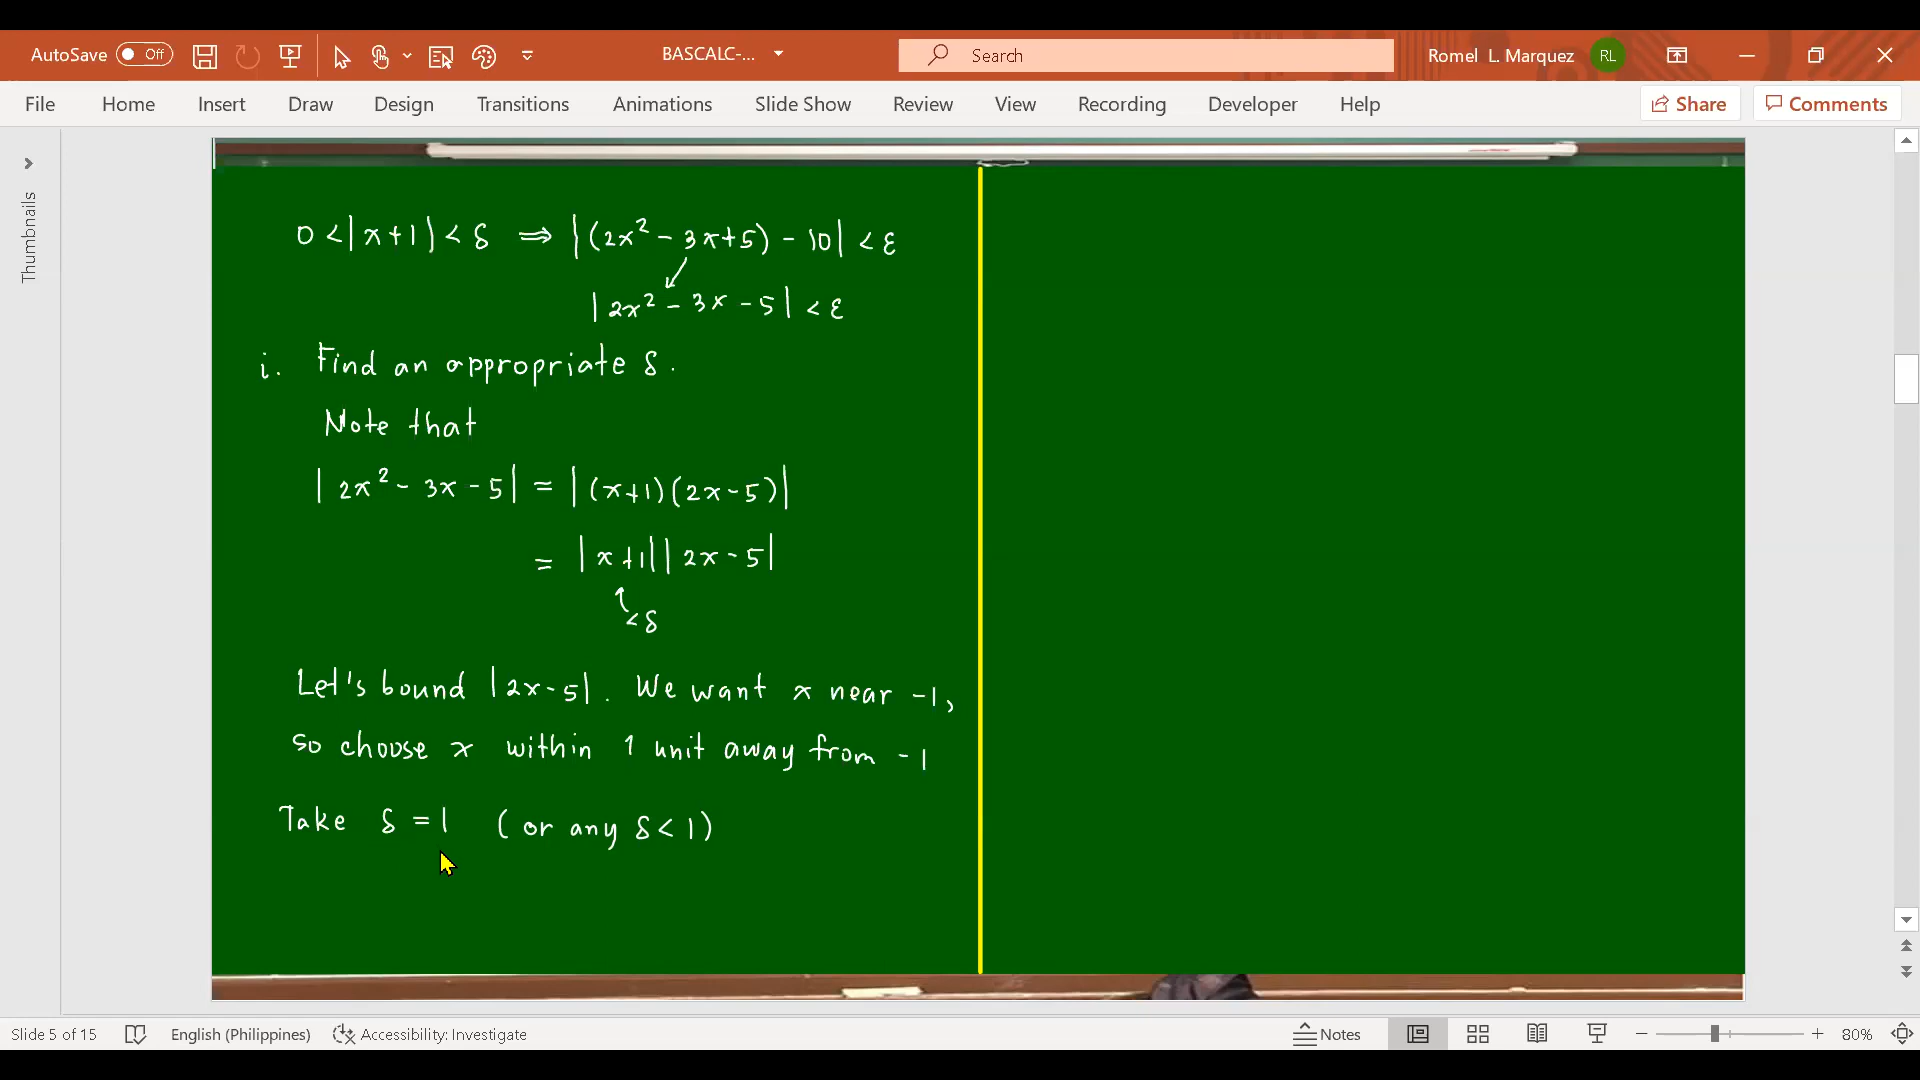 AutoSave Off BASCALC-... Search Romel L. Marquez RL
File Home Insert Draw Design Transitions Animations Slide Show Review View Recording Developer Help Share Comments
Thumbnails
0 < |x+1| < δ ⟹ |(2x² - 3x+5) - 10| < ε
|2x² - 3x - 5| < ε
i. Find an appropriate δ.
Note that
|2x² - 3x - 5| = |(x+1)(2x-5)|
= |x+1||2x-5|
< δ
Let's bound |2x-5|. We want x near -1,
so choose x within 1 unit away from -1
Take δ = 1 (or any δ < 1)
Slide 5 of 15 English (Philippines) Accessibility: Investigate Notes 80%